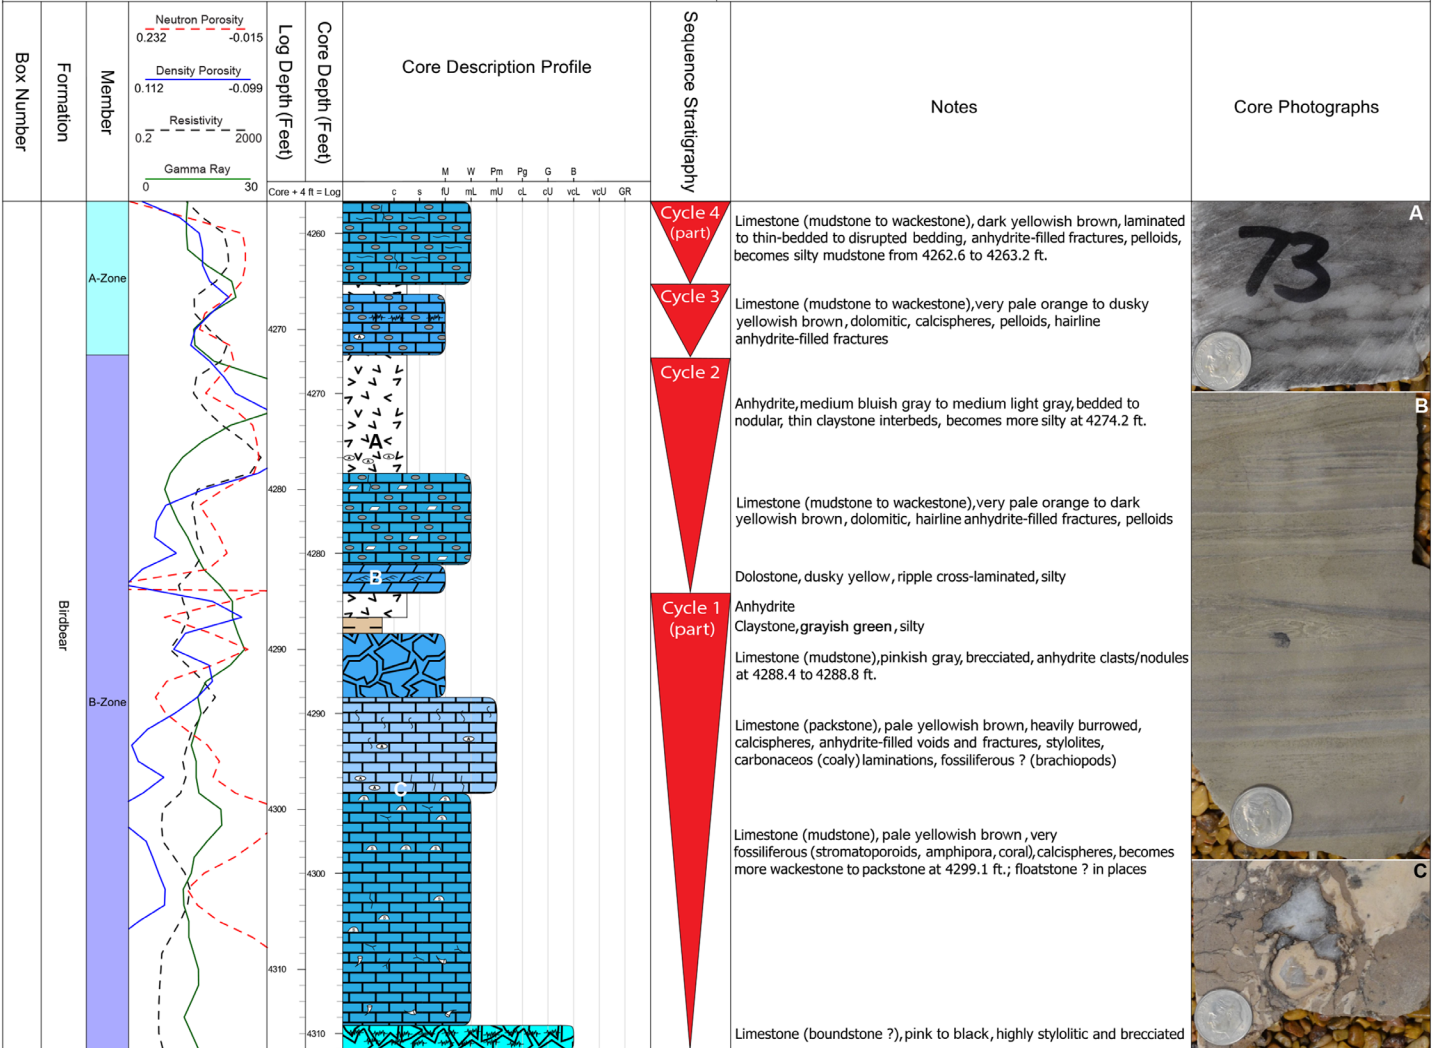 Box Number
Formation
Member
Neutron Porosity
0.232 -0.015
Density Porosity
0.112 -0.099
Resistivity
0.2 2000
Gamma Ray
0 30
Log Depth (Feet)
Core Depth (Feet)
Core + 4 ft = Log
Core Description Profile
M W Pm Pg G B
c s fU mL mU cL cU vcL vcU GR
Sequence Stratigraphy
Notes
Core Photographs
Birdbear
A-Zone
B-Zone
4270
4280
4290
4300
4310
4260
4270
4280
4290
4300
4310
A
B
C
Cycle 4
(part)
Cycle 3
Cycle 2
Cycle 1
(part)
Limestone (mudstone to wackestone), dark yellowish brown, laminated
to thin-bedded to disrupted bedding, anhydrite-filled fractures, pelloids,
becomes silty mudstone from 4262.6 to 4263.2 ft.
Limestone (mudstone to wackestone),very pale orange to dusky
yellowish brown, dolomitic, calcispheres, pelloids, hairline
anhydrite-filled fractures
Anhydrite, medium bluish gray to medium light gray, bedded to
nodular, thin claystone interbeds, becomes more silty at 4274.2 ft.
Limestone (mudstone to wackestone),very pale orange to dark
yellowish brown, dolomitic, hairline anhydrite-filled fractures, pelloids
Dolostone, dusky yellow, ripple cross-laminated, silty
Anhydrite
Claystone, grayish green, silty
Limestone (mudstone),pinkish gray, brecciated, anhydrite clasts/nodules
at 4288.4 to 4288.8 ft.
Limestone (packstone), pale yellowish brown, heavily burrowed,
calcispheres, anhydrite-filled voids and fractures, stylolites,
carbonaceos (coaly) laminations, fossiliferous ? (brachiopods)
Limestone (mudstone), pale yellowish brown , very
fossiliferous (stromatoporoids, amphipora, coral), calcispheres, becomes
more wackestone to packstone at 4299.1 ft.; floatstone ? in places
Limestone (boundstone ?), pink to black, highly stylolitic and brecciated
A
73
B
C